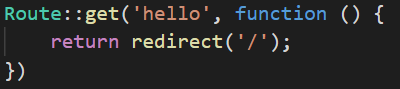 Route::get('hello', function () {
    return redirect('/');
})